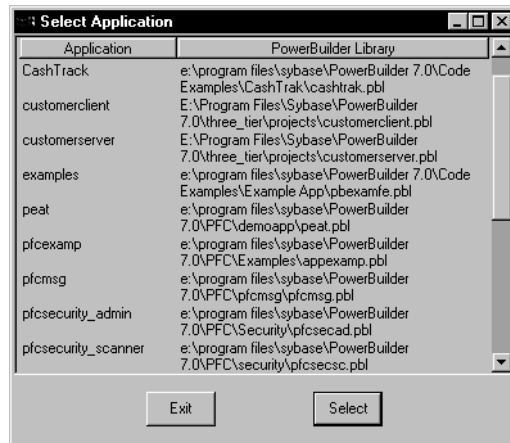 Select Application
Application PowerBuilder Library
CashTrack e:\program files\sybase\PowerBuilder 7.0\Code
Examples\CashTrak\cashtrak.pbl
customerclient E:\Program Files\Sybase\PowerBuilder
7.0\three_tier\projects\customerclient.pbl
customerserver E:\Program Files\Sybase\PowerBuilder
7.0\three_tier\projects\customerserver.pbl
examples e:\program files\sybase\PowerBuilder 7.0\Code
Examples\Example App\pbexamfe.pbl
peat e:\program files\sybase\PowerBuilder
7.0\PFC\demoapp\peat.pbl
pfcexamp e:\program files\sybase\PowerBuilder
7.0\PFC\Examples\appexamp.pbl
pfcmsg e:\program files\sybase\PowerBuilder
7.0\PFC\pfcmsg\pfcmsg.pbl
pfcsecurity_admin e:\program files\sybase\PowerBuilder
7.0\PFC\Security\pfcsecad.pbl
pfcsecurity_scanner e:\program files\sybase\PowerBuilder
7.0\PFC\security\pfcsecsc.pbl
Exit Select